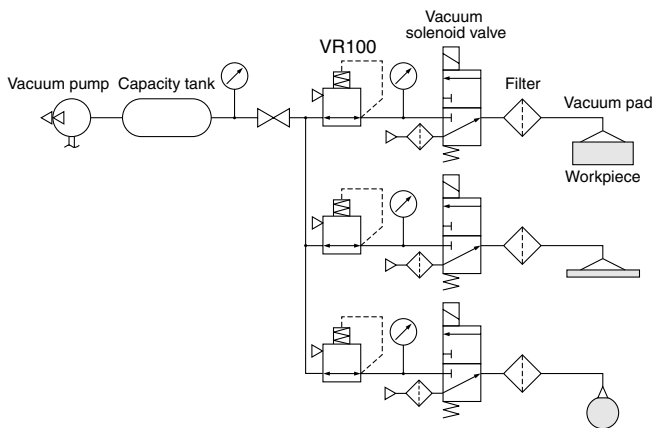 Vacuum
solenoid valve
VR100
Vacuum pump
Capacity tank
Filter
Vacuum pad
Workpiece